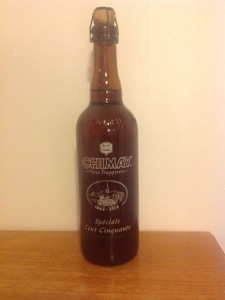 CHIMAY
Pères Trappistes
1862-2012
Spéciale
Cent Cinquante